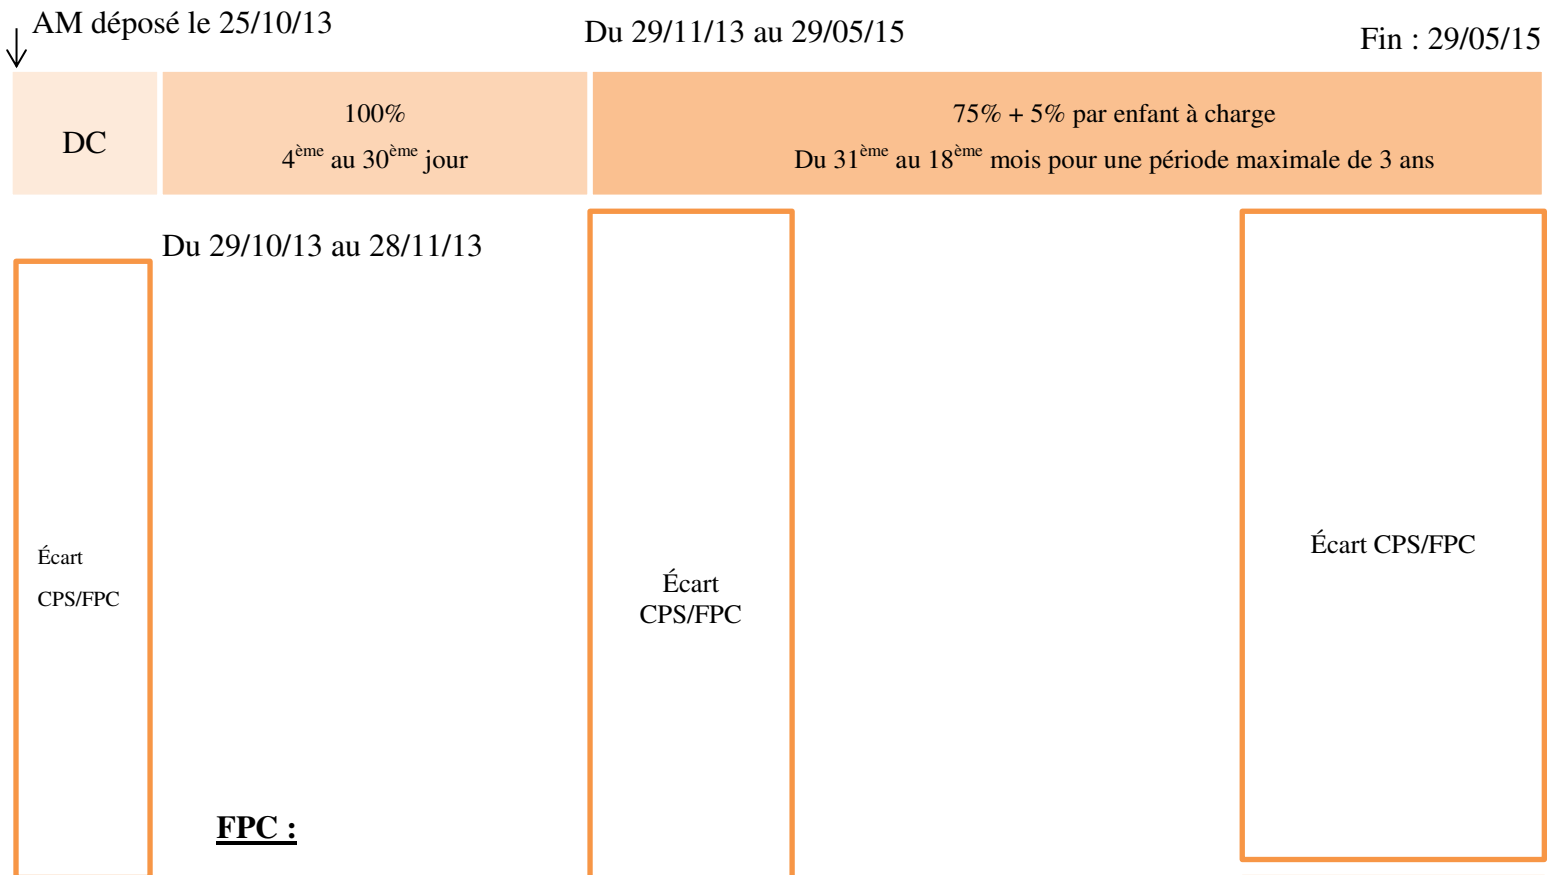 AM déposé le 25/10/13
Du 29/11/13 au 29/05/15
Fin : 29/05/15
DC
100%
4ème au 30ème jour
75% + 5% par enfant à charge
Du 31ème au 18ème mois pour une période maximale de 3 ans
Du 29/10/13 au 28/11/13
Écart
CPS/FPC
Écart
CPS/FPC
Écart CPS/FPC
FPC :